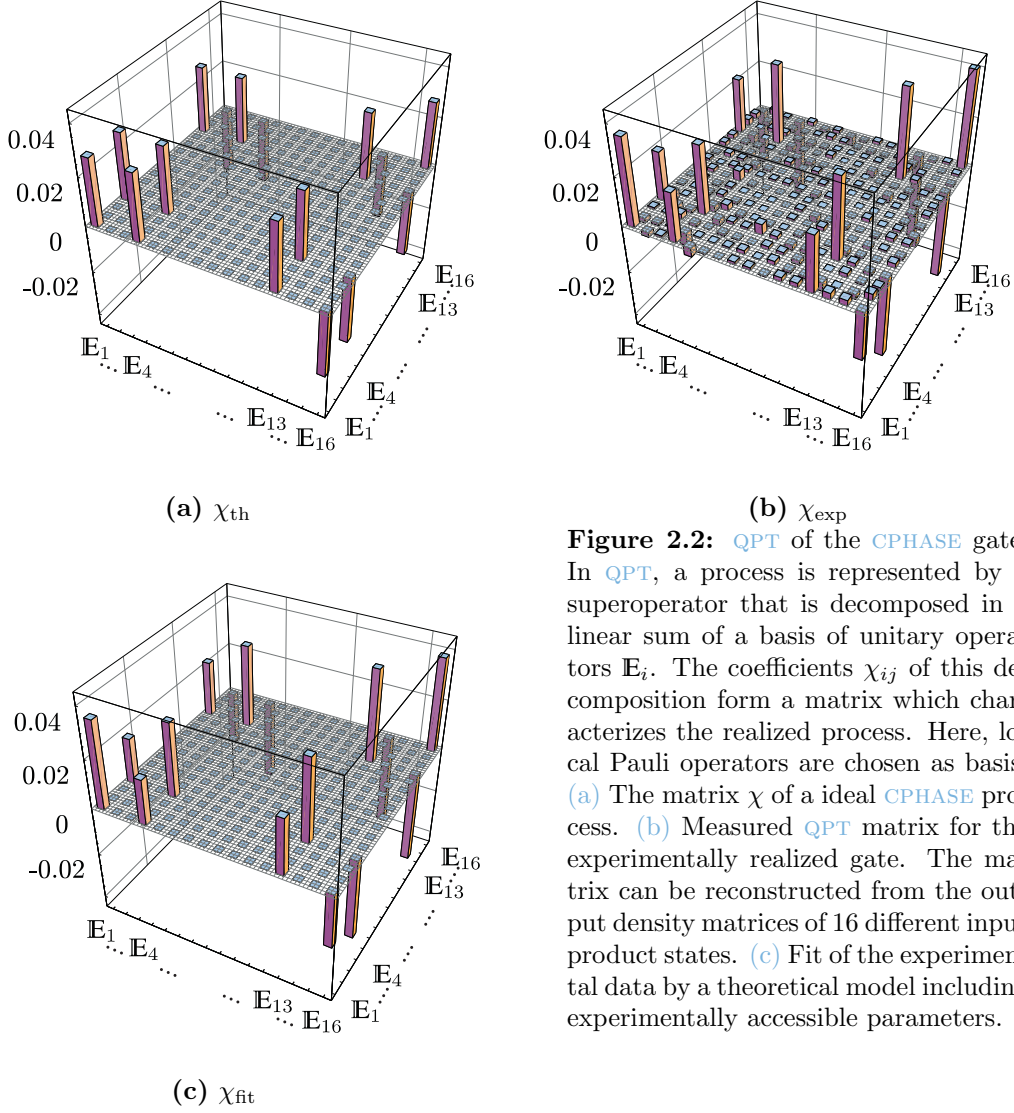 0.04
0.02
0
-0.02
𝔼1
... 𝔼4
...
... 𝔼13
... 𝔼16
𝔼1
... 𝔼4
...
... 𝔼13
... 𝔼16
(a) χth
0.04
0.02
0
-0.02
𝔼1
... 𝔼4
...
... 𝔼13
... 𝔼16
𝔼1
... 𝔼4
...
... 𝔼13
... 𝔼16
(b) χexp
0.04
0.02
0
-0.02
𝔼1
... 𝔼4
...
... 𝔼13
... 𝔼16
𝔼1
... 𝔼4
...
... 𝔼13
... 𝔼16
(c) χfit
Figure 2.2: QPT of the CPHASE gate
In QPT, a process is represented by
superoperator that is decomposed in
linear sum of a basis of unitary opera
tors 𝔼i. The coefficients χij of this de
composition form a matrix which char
acterizes the realized process. Here, lo
cal Pauli operators are chosen as basis
(a) The matrix χ of a ideal CPHASE pro
cess. (b) Measured QPT matrix for th
experimentally realized gate. The ma
trix can be reconstructed from the out
put density matrices of 16 different inpu
product states. (c) Fit of the experimen
tal data by a theoretical model including
experimentally accessible parameters.